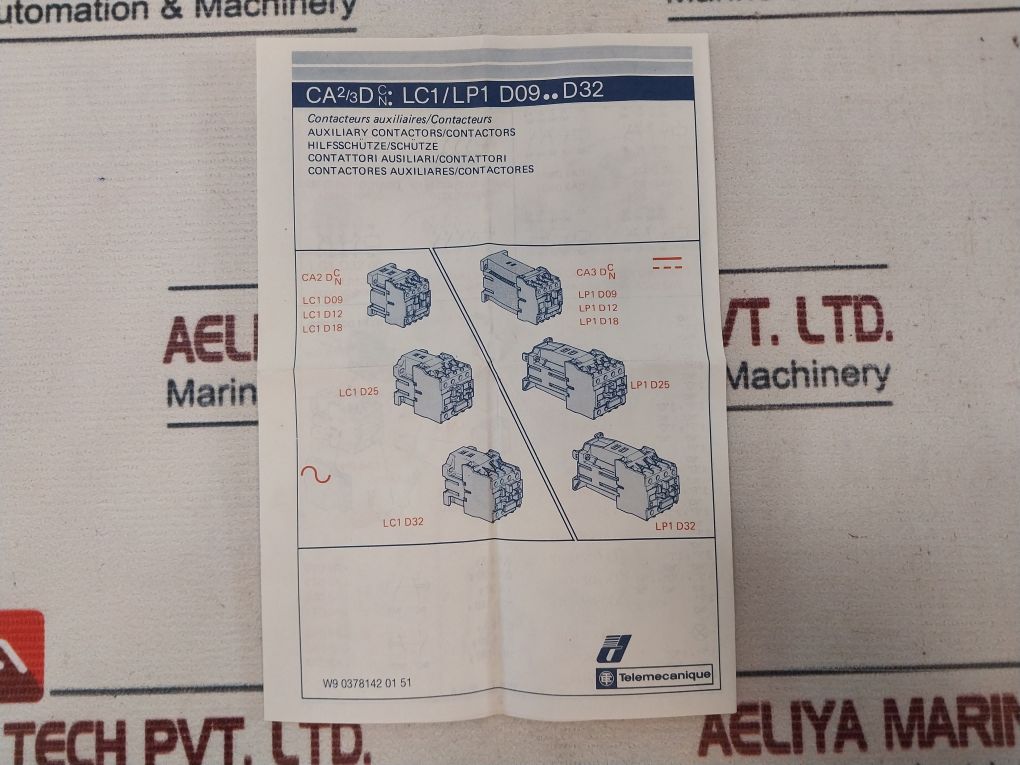 utomation & Machinery
Marin
CA2/3D C/N: LC1/LP1 D09..D32
Contacteurs auxiliaires/Contacteurs
AUXILIARY CONTACTORS/CONTACTORS
HILFSSCHÜTZE/SCHÜTZE
CONTATTORI AUSILIARI/CONTATTORI
CONTACTORES AUXILIARES/CONTACTORES
CA2 D C/N
LC1 D09
LC1 D12
LC1 D18
LC1 D25
LC1 D32
CA3 D C/N
LP1 D09
LP1 D12
LP1 D18
LP1 D25
LP1 D32
AELI
VT. LTD.
Marin
Machinery
W9 0378142 01 51
Telemecanique
TECH PVT. LTD.
AELIYA MARIN